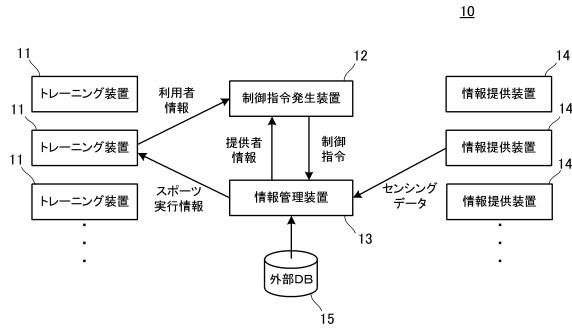 10
11
トレーニング装置
11
トレーニング装置
11
トレーニング装置
利用者
情報
12
制御指令発生装置
提供者
情報
制御
指令
スポーツ
実行情報
情報管理装置
13
外部DB
15
センシング
データ
14
情報提供装置
14
情報提供装置
14
情報提供装置